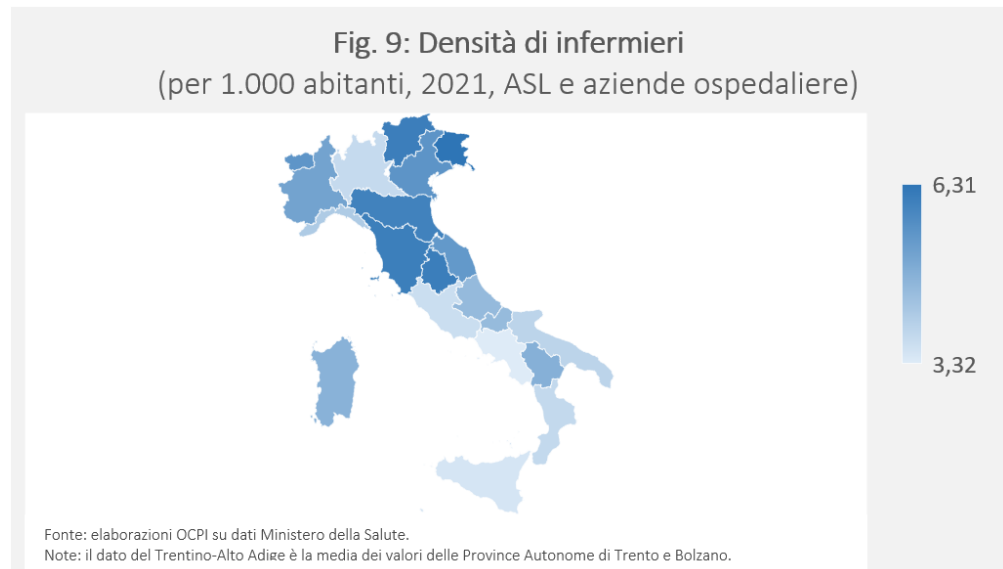 Fig. 9: Densità di infermieri
(per 1.000 abitanti, 2021, ASL e aziende ospedaliere)
6,31
3,32
Fonte: elaborazioni OCPI su dati Ministero della Salute.
Note: il dato del Trentino-Alto Adige è la media dei valori delle Province Autonome di Trento e Bolzano.